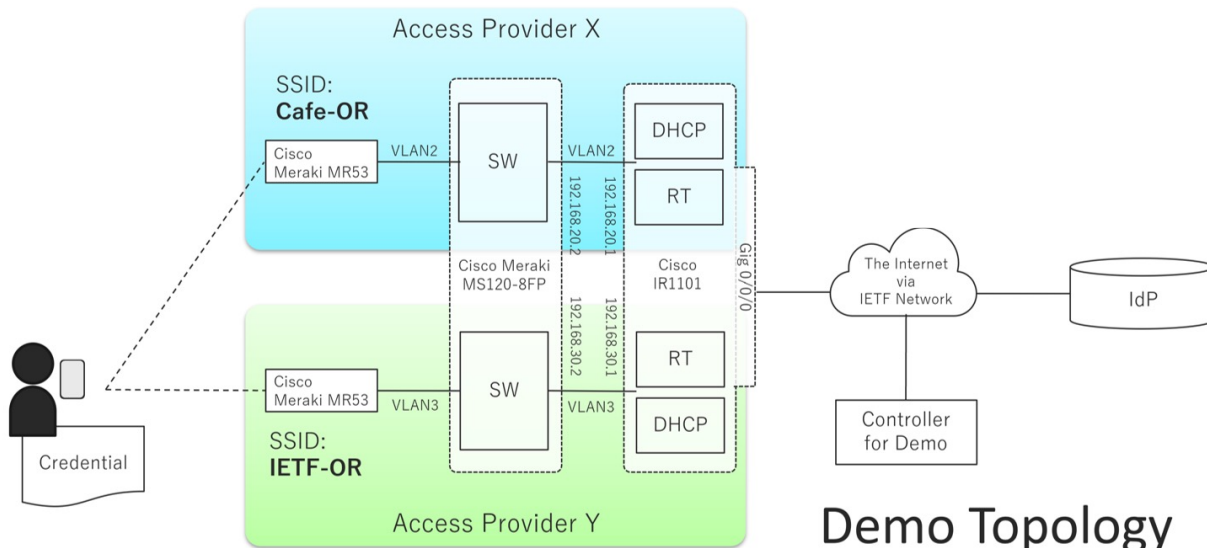 Access Provider X
SSID:
Cafe-OR
Cisco
Meraki MR53
VLAN2
SW
VLAN2
192.168.20.2
192.168.20.1
DHCP
RT
Cisco Meraki
MS120-8FP
Cisco
IR1101
Gig 0/0/0
The Internet
via
IETF Network
IdP
192.168.30.2
192.168.30.1
Cisco
Meraki MR53
VLAN3
SW
VLAN3
RT
DHCP
SSID:
IETF-OR
Credential
Controller
for Demo
Access Provider Y
Demo Topology